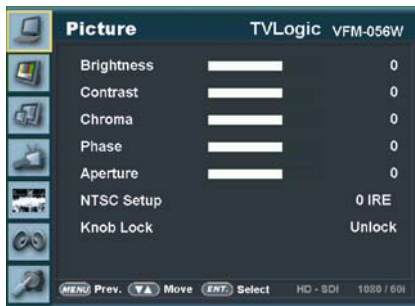 Picture TVLogic VFM-056W
Brightness 0
Contrast 0
Chroma 0
Phase 0
Aperture 0
NTSC Setup 0 IRE
Knob Lock Unlock
MENU Prev. ▼▲ Move ENT. Select HD - SDI 1080 / 60i